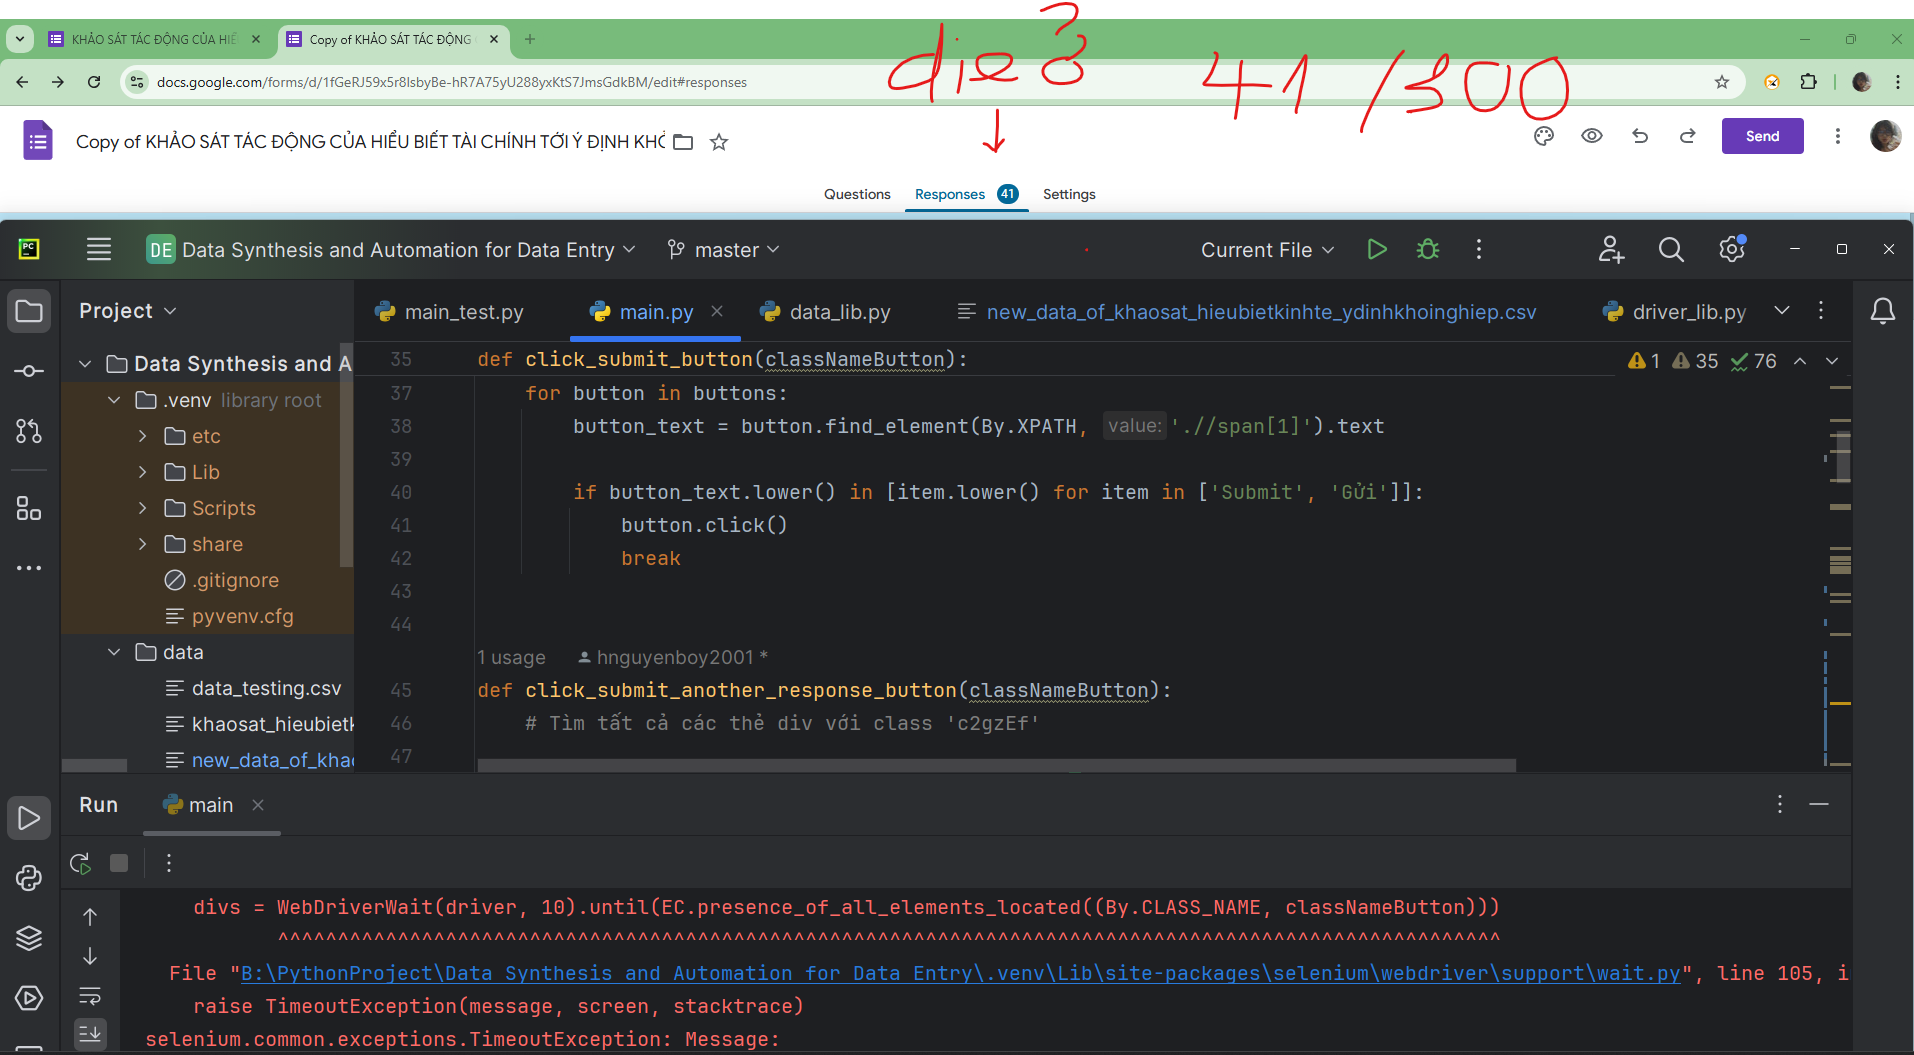 KHẢO SÁT TÁC ĐỘNG CỦA HIỂ
Copy of KHẢO SÁT TÁC ĐỘNG
die ở
41/300
docs.google.com/forms/d/1fGeRJ59x5r8lsbyBe-hR7A75yU288yxKtS7JmsGdkBM/edit#responses
Copy of KHẢO SÁT TÁC ĐỘNG CỦA HIỂU BIẾT TÀI CHÍNH TỚI Ý ĐỊNH KHỞ
Send
Questions Responses 41 Settings
PC DE Data Synthesis and Automation for Data Entry master Current File
Project
main_test.py main.py data_lib.py new_data_of_khaosat_hieubietkinhte_ydinhkhoinghiep.csv driver_lib.py
Data Synthesis and A
.venv library root
etc
Lib
Scripts
share
.gitignore
pyvenv.cfg
data
data_testing.csv
khaosat_hieubietk
new_data_of_khao
1 35 76
35 def click_submit_button(classNameButton):
37 for button in buttons:
38 button_text = button.find_element(By.XPATH, value: './/span[1]').text
39
40 if button_text.lower() in [item.lower() for item in ['Submit', 'Gửi']]:
41 button.click()
42 break
43
44
1 usage hnguyenboy2001 *
45 def click_submit_another_response_button(classNameButton):
46 # Tìm tất cả các thẻ div với class 'c2gzEf'
47
Run main
divs = WebDriverWait(driver, 10).until(EC.presence_of_all_elements_located((By.CLASS_NAME, classNameButton)))
^^^^^^^^^^^^^^^^^^^^^^^^^^^^^^^^^^^^^^^^^^^^^^^^^^^^^^^^^^^^^^^^^^^^^^^^^^^^^^^^^^^^^^^^^^^^^^^^^^^^^^
File "B:\PythonProject\Data Synthesis and Automation for Data Entry\.venv\Lib\site-packages\selenium\webdriver\support\wait.py", line 105, i
raise TimeoutException(message, screen, stacktrace)
selenium.common.exceptions.TimeoutException: Message: